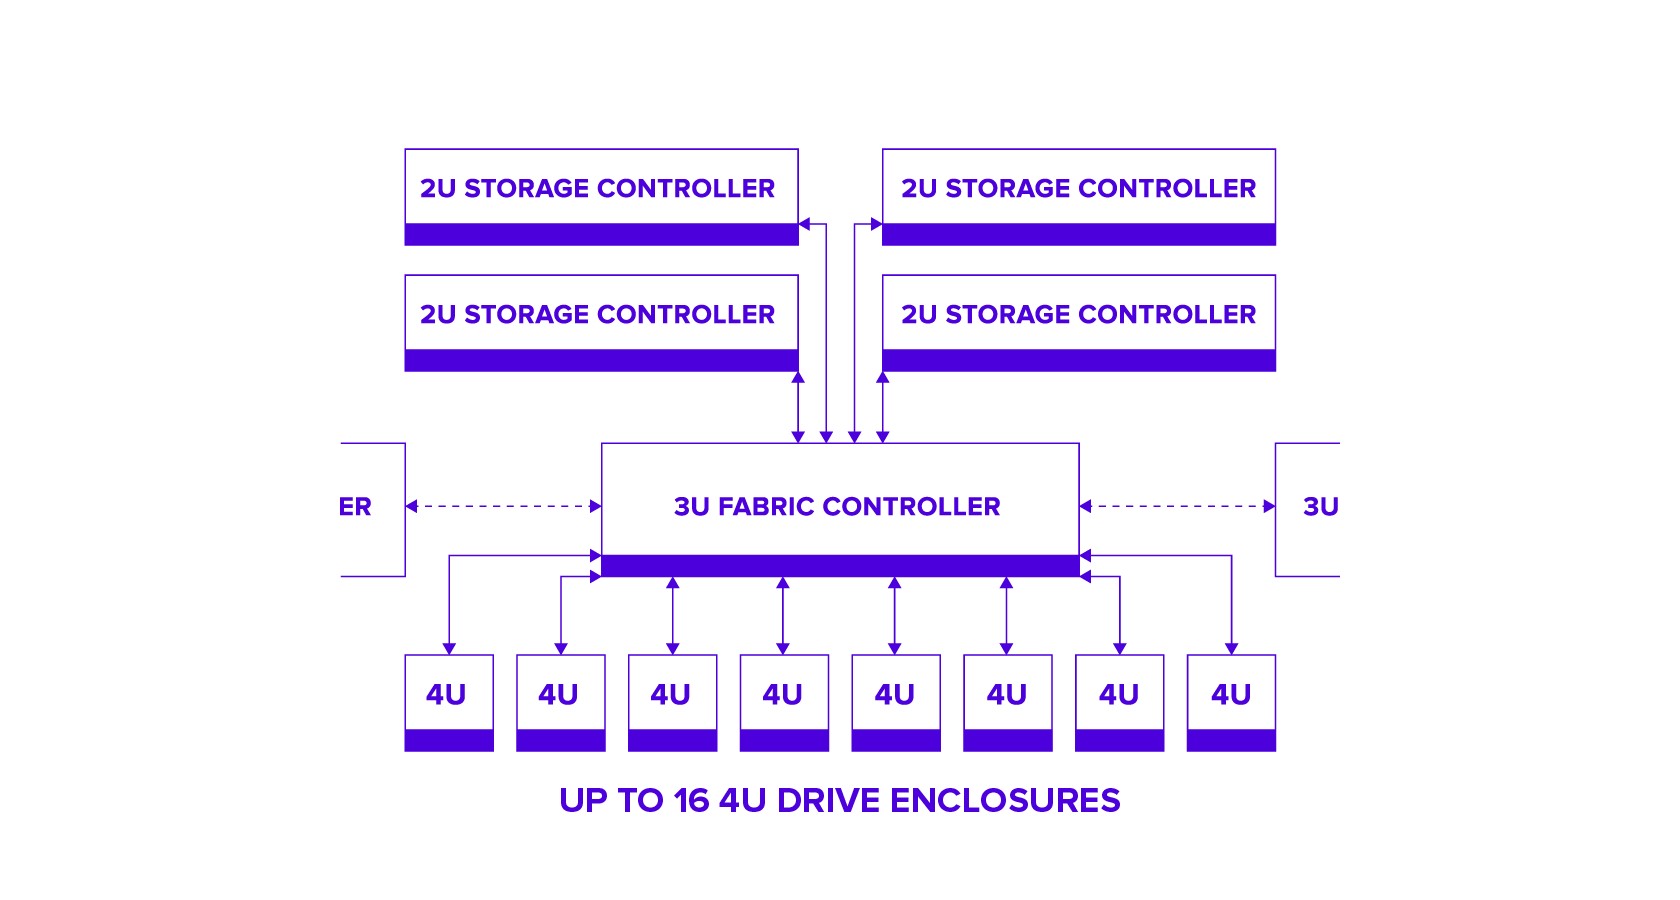 2U STORAGE CONTROLLER
2U STORAGE CONTROLLER
2U STORAGE CONTROLLER
2U STORAGE CONTROLLER
ER
3U FABRIC CONTROLLER
3U
4U
4U
4U
4U
4U
4U
4U
4U
UP TO 16 4U DRIVE ENCLOSURES